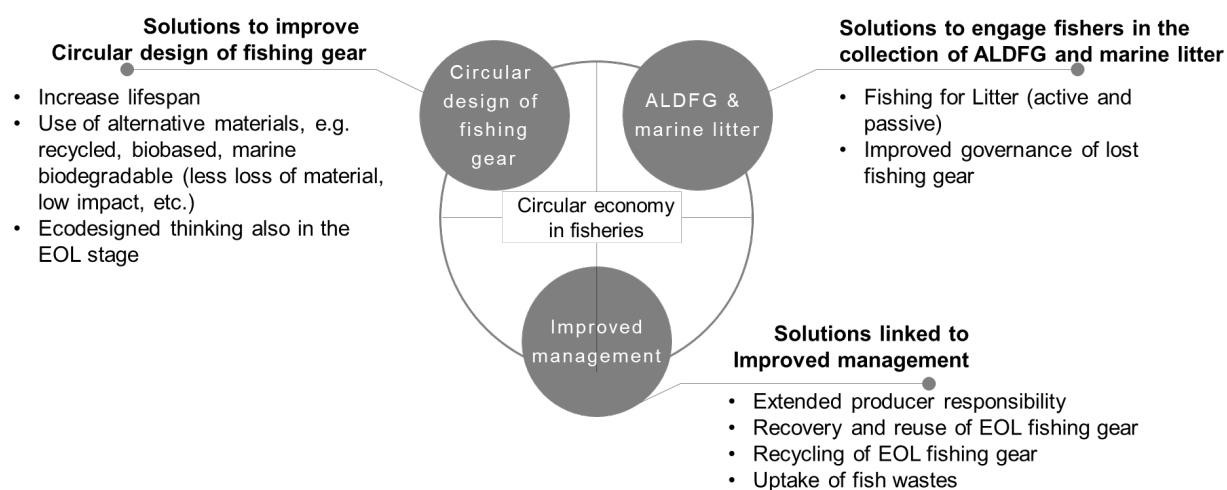 Solutions to improve
Circular design of fishing gear
• Increase lifespan
• Use of alternative materials, e.g.
recycled, biobased, marine
biodegradable (less loss of material,
low impact, etc.)
• Ecodesigned thinking also in the
EOL stage
Circular
design of
fishing
gear
ALDFG &
marine litter
Solutions to engage fishers in the
collection of ALDFG and marine litter
• Fishing for Litter (active and
passive)
• Improved governance of lost
fishing gear
Circular economy
in fisheries
Improved
management
Solutions linked to
Improved management
• Extended producer responsibility
• Recovery and reuse of EOL fishing gear
• Recycling of EOL fishing gear
• Uptake of fish wastes